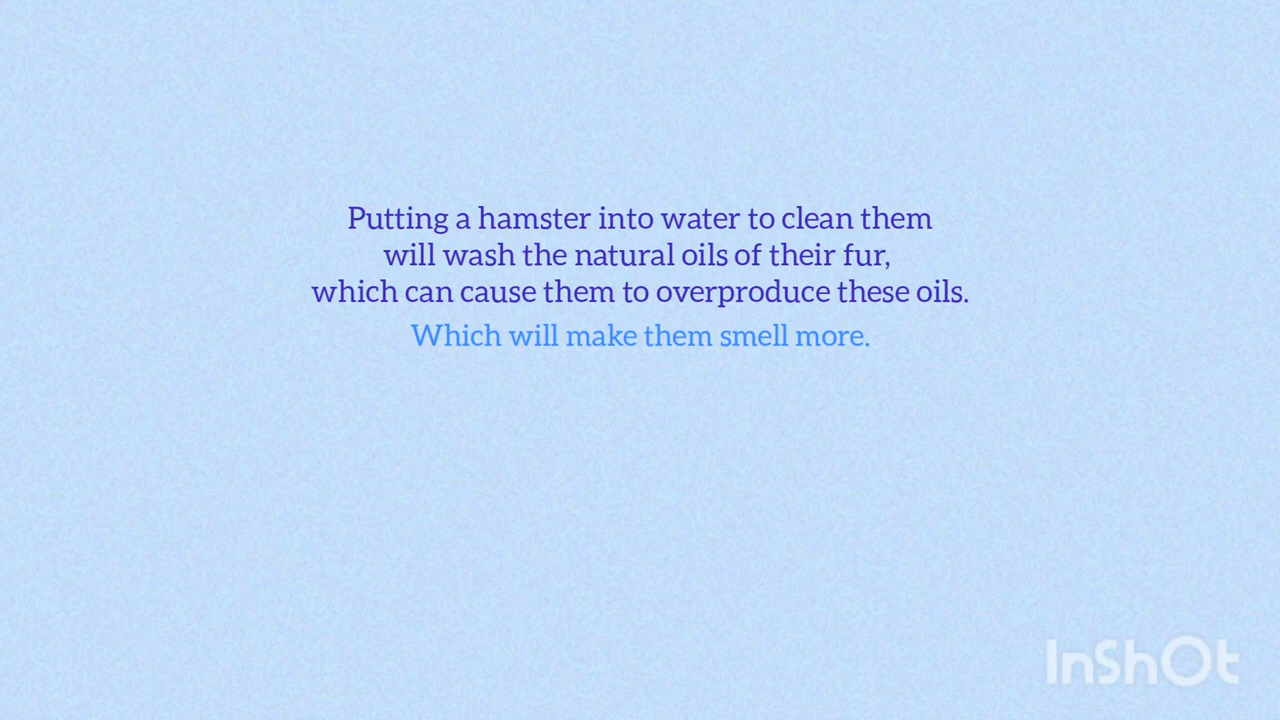 Putting a hamster into water to clean them
will wash the natural oils of their fur,
which can cause them to overproduce these oils.
Which will make them smell more.
InShOt